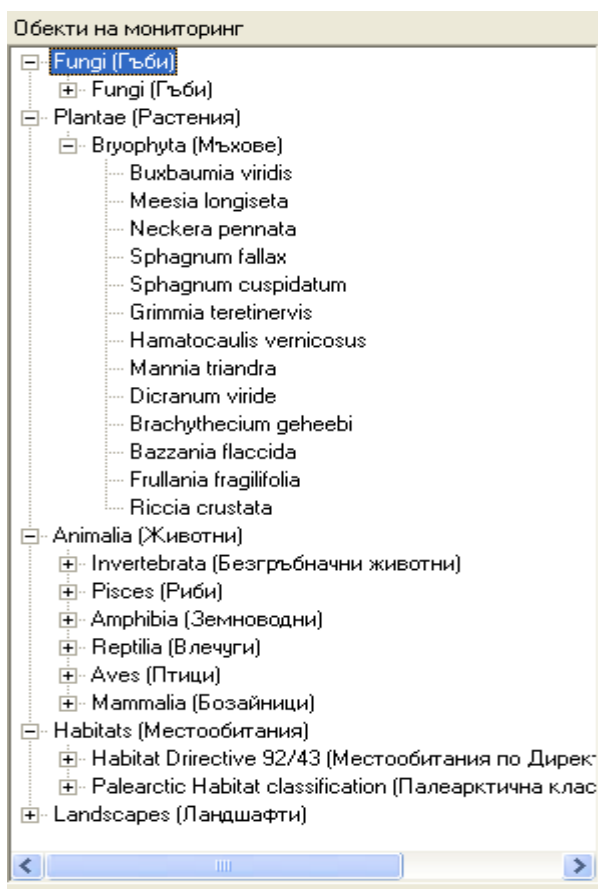 Обекти на мониторинг
Fungi (Гъби)
Fungi (Гъби)
Plantae (Растения)
Bryophyta (Мъхове)
Buxbaumia viridis
Meesia longiseta
Neckera pennata
Sphagnum fallax
Sphagnum cuspidatum
Grimmia teretinervis
Hamatocaulis vernicosus
Mannia triandra
Dicranum viride
Brachythecium geheebi
Bazzania flaccida
Frullania fragilifolia
Riccia crustata
Animalia (Животни)
Invertebrata (Безгръбначни животни)
Pisces (Риби)
Amphibia (Земноводни)
Reptilia (Влечуги)
Aves (Птици)
Mammalia (Бозайници)
Habitats (Местообитания)
Habitat Drirective 92/43 (Местообитания по Дирек
Palearctic Habitat classification (Палеарктична клас
Landscapes (Ландшафти)